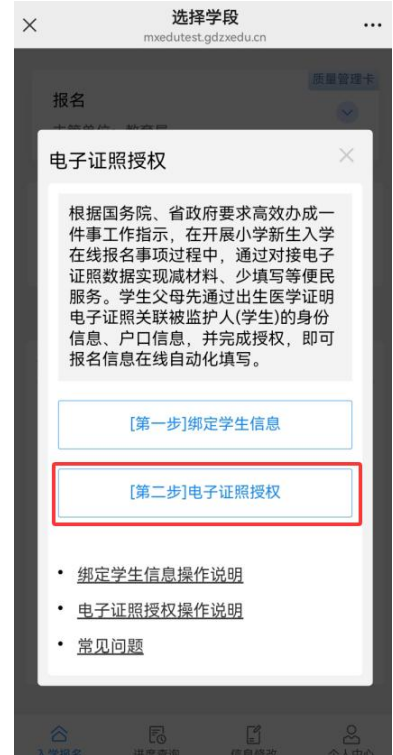 选择学段
mxedutest.gdzxedu.cn
质量管理卡
报名
电子证照授权
根据国务院、省政府要求高效办成一
件事工作指示，在开展小学新生入学
在线报名事项过程中，通过对接电子
证照数据实现减材料、少填写等便民
服务。学生父母先通过出生医学证明
电子证照关联被监护人(学生)的身份
信息、户口信息，并完成授权，即可
报名信息在线自动化填写。
[第一步]绑定学生信息
[第二步]电子证照授权
• 绑定学生信息操作说明
• 电子证照授权操作说明
• 常见问题